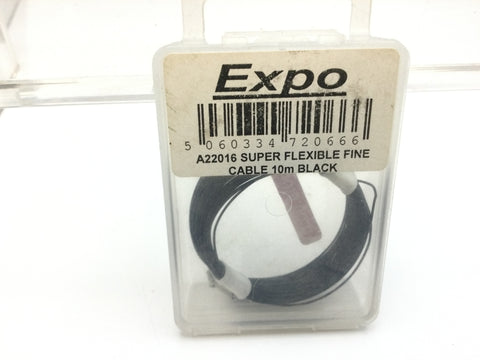 Expo
5 060334 720666
A22016 SUPER FLEXIBLE FINE
CABLE 10m BLACK